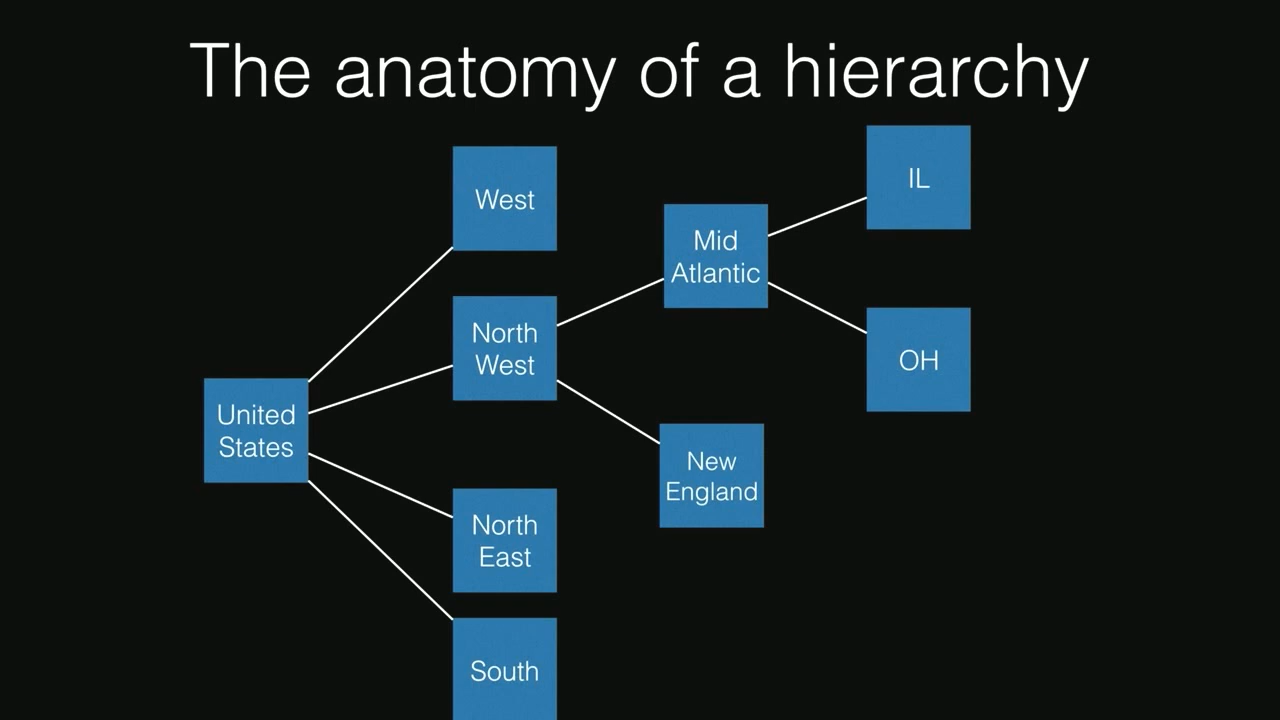 The anatomy of a hierarchy
United
States
West
North
West
North
East
South
Mid
Atlantic
New
England
IL
OH